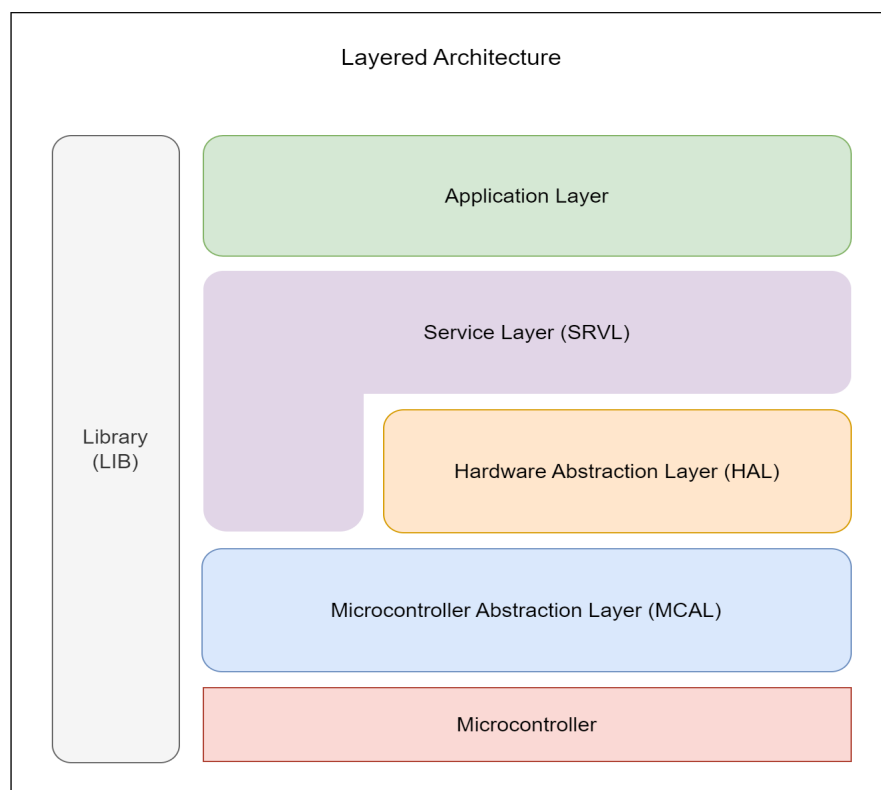 Layered Architecture
Application Layer
Service Layer (SRVL)
Library
(LIB)
Hardware Abstraction Layer (HAL)
Microcontroller Abstraction Layer (MCAL)
Microcontroller